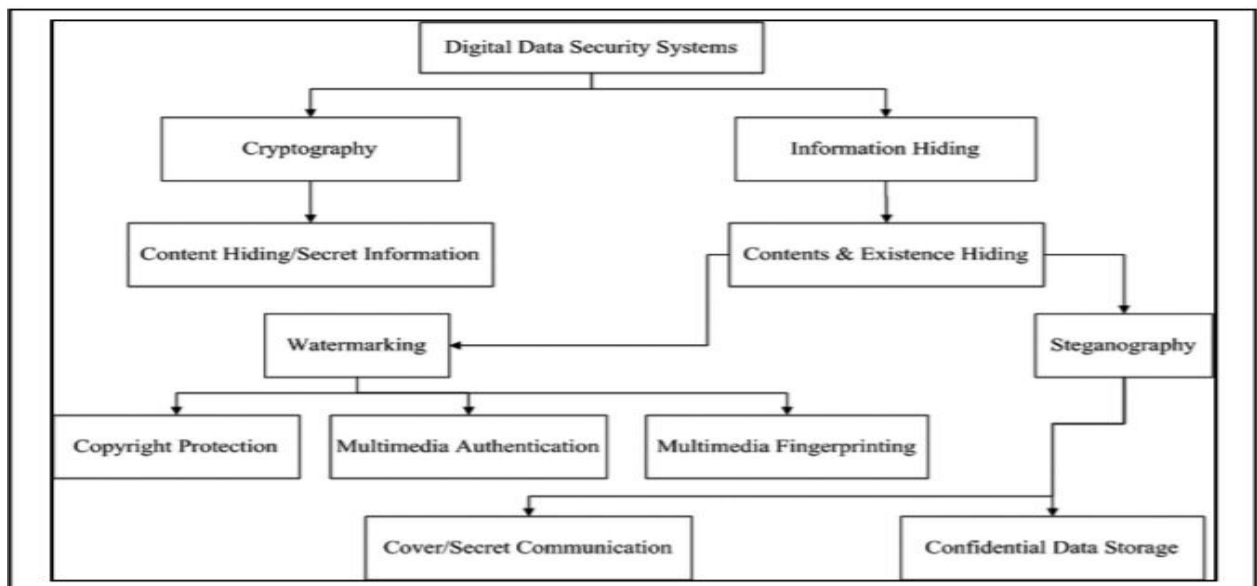 Digital Data Security Systems
Cryptography
Information Hiding
Content Hiding/Secret Information
Contents & Existence Hiding
Watermarking
Steganography
Copyright Protection
Multimedia Authentication
Multimedia Fingerprinting
Cover/Secret Communication
Confidential Data Storage